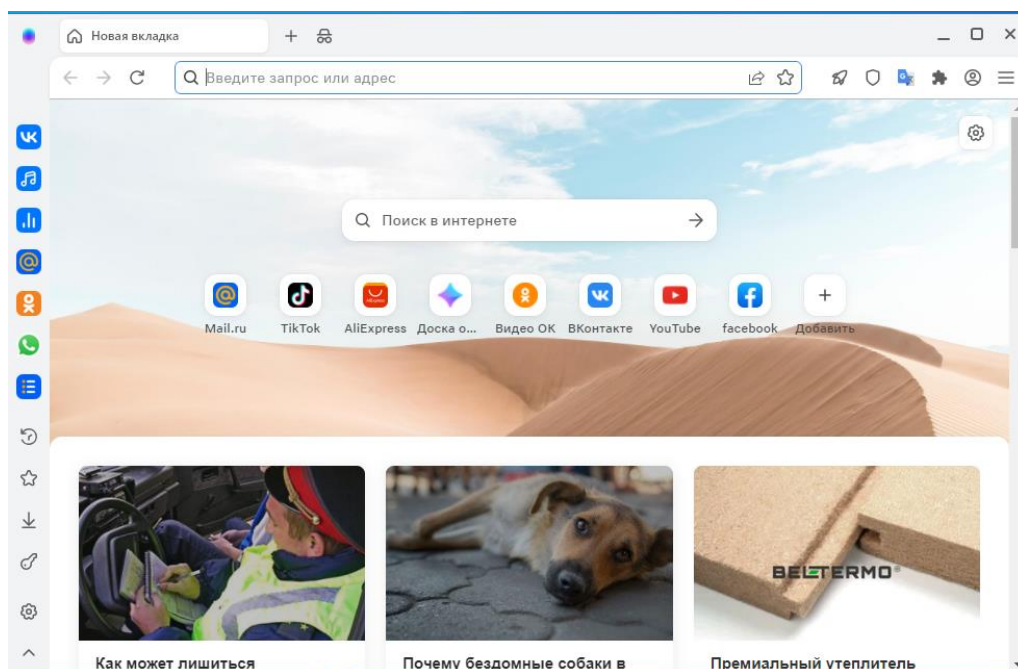 Новая вкладка
Введите запрос или адрес
Поиск в интернете
Mail.ru TikTok AliExpress Доска о... Видео ОК ВКонтакте YouTube facebook Добавить
BELTERMO®
Как может лишиться
Почему бездомные собаки в
Премиальный утеплитель